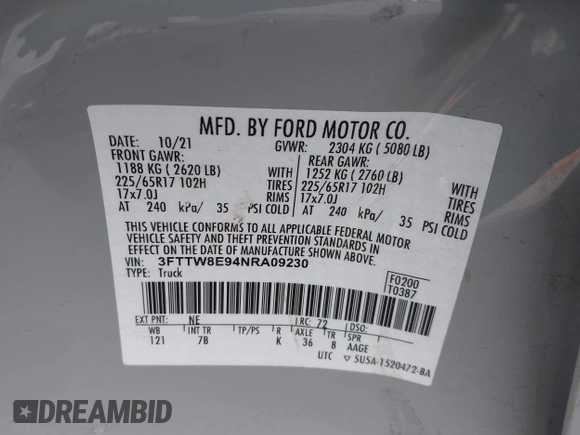 MFD. BY FORD MOTOR CO.
DATE: 10/21 GVWR: 2304 KG ( 5080 LB)
FRONT GAWR: REAR GAWR:
1188 KG ( 2620 LB) WITH 1252 KG ( 2760 LB) WITH
225/65R17 102H TIRES 225/65R17 102H TIRES
17x7.0J RIMS 17x7.0J RIMS
AT 240 kPa/ 35 PSI COLD AT 240 kPa/ 35 PSI COLD
THIS VEHICLE CONFORMS TO ALL APPLICABLE FEDERAL MOTOR
VEHICLE SAFETY AND THEFT PREVENTION STANDARDS IN
EFFECT ON THE DATE OF MANUFACTURE SHOWN ABOVE.
VIN: 3FTTW8E94NRA09230
TYPE: Truck
F0200
T0387
EXT PNT: NE RC: 72 DSO:
WB INT TR TP/PS R AXLE TR SPR
121 7B K 36 8 AAGE
UTC ▽ 5U5A-1520472-BA
DREAMBID